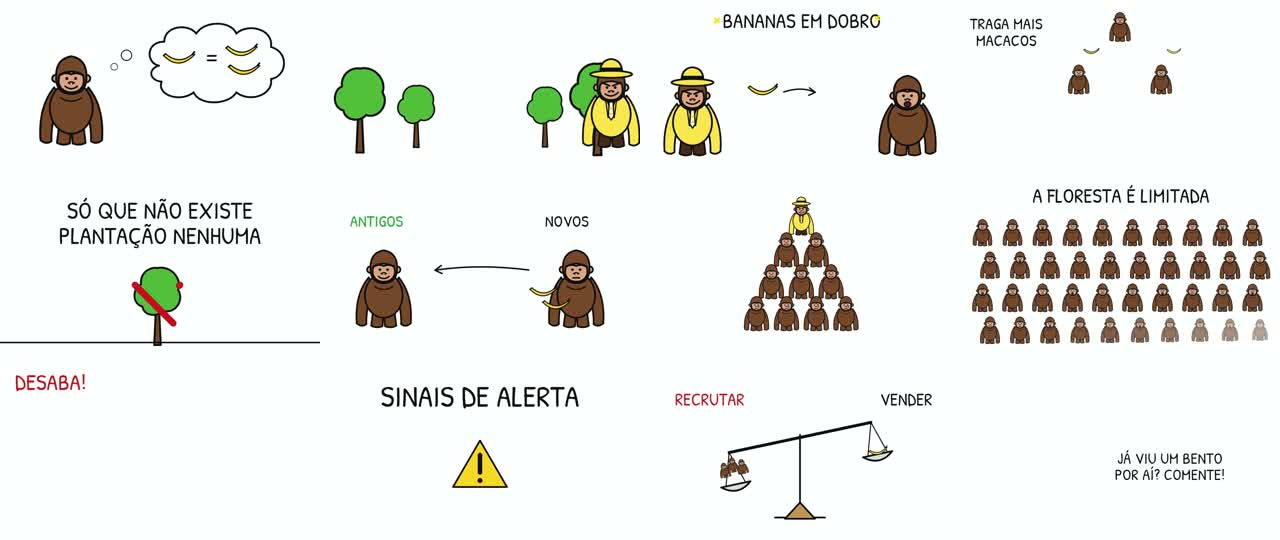 =
BANANAS EM DOBRO
TRAGA MAIS
MACACOS
SÓ QUE NÃO EXISTE
PLANTAÇÃO NENHUMA
ANTIGOS
NOVOS
A FLORESTA É LIMITADA
DESABA!
SINAIS DE ALERTA
!
RECRUTAR
VENDER
JÁ VIU UM BENTO
POR AÍ? COMENTE!